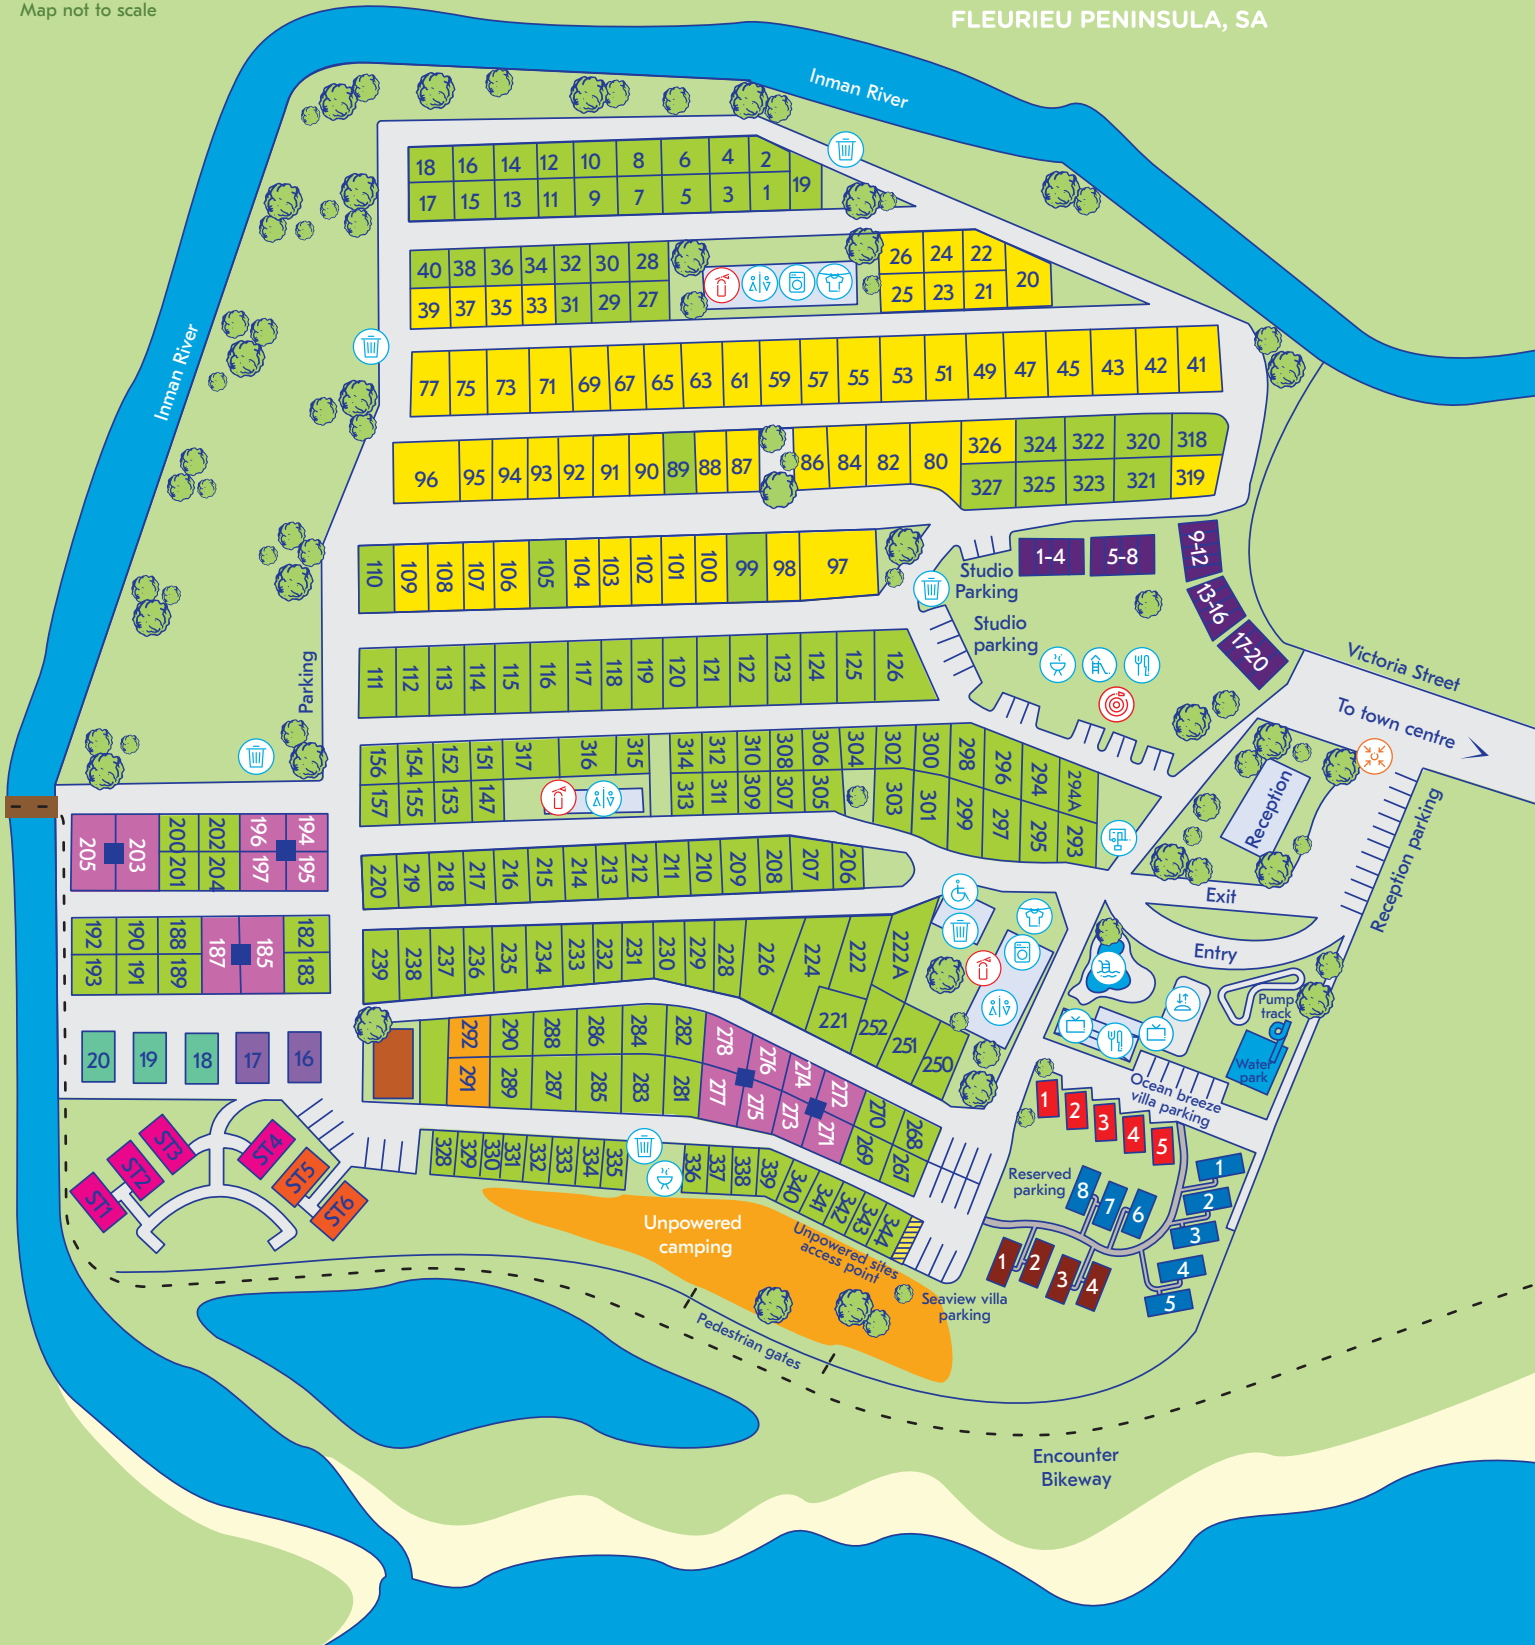 Map not to scale
FLEURIEU PENINSULA, SA
Inman River
18 16 14 12 10 8 6 4 2
17 15 13 11 9 7 5 3 1 19
40 38 36 34 32 30 28
39 37 35 33 31 29 27
26 24 22 20
25 23 21
Inman River
77 75 73 71 69 67 65 63 61 59 57 55 53 51 49 47 45 43 42 41
96 95 94 93 92 91 90 89 88 87 86 84 82 80
326 324 322 320 318
327 325 323 321 319
110 109 108 107 106 105 104 103 102 101 100 99 98 97
Studio
Parking
1-4 5-8 9-12 13-16 17-20
Studio
parking
Parking
111 112 113 114 115 116 117 118 119 120 121 122 123 124 125 126
Victoria Street
To town centre
156 154 152 151 317 316 315 314 312 310 308 306 304 302 300 298 296 294 294A
157 155 153 147 313 311 309 307 305 303 301 299 297 295 293
Reception
Reception parking
205 203 200 202 196 194
201 204 197 195
220 219 218 217 216 215 214 213 212 211 210 209 208 207 206
Exit
Entry
192 190 188 187 185 182
193 191 189 183
239 238 237 236 235 234 233 232 231 230 229 228 226 224 222 222A
221 252 251 250
Pump
track
Water
park
20 19 18 17 16
292 290 288 286 284 282 278 276 274 272 270 268
291 289 287 285 283 281 277 275 273 271 269 267
Ocean breeze
villa parking
1 2 3 4 5
ST1 ST2 ST3 ST4 ST5 ST6
328 329 330 331 332 333 334 335 336 337 338 339 340 341 342 343 344
Reserved
parking
8 7 6
1 2 3 4 5
1 2 3 4
Unpowered
camping
Unpowered sites
access point
Seaview villa
parking
Pedestrian gates
Encounter
Bikeway